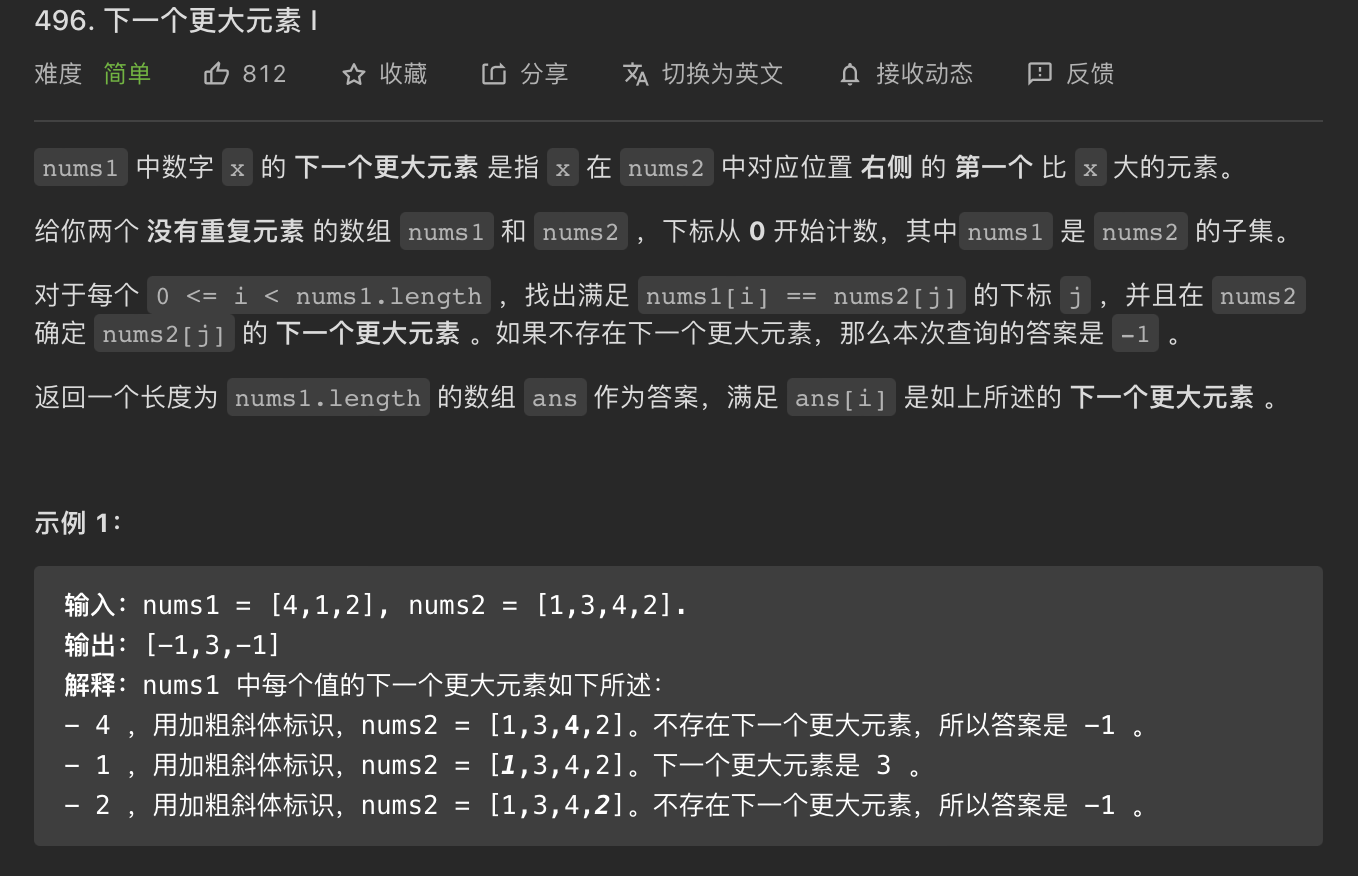 496. 下一个更大元素 I
难度 简单 812 收藏 分享 切换为英文 接收动态 反馈
nums1 中数字 x 的 下一个更大元素 是指 x 在 nums2 中对应位置 右侧 的 第一个 比 x 大的元素。
给你两个 没有重复元素 的数组 nums1 和 nums2 ，下标从 0 开始计数，其中nums1 是 nums2 的子集。
对于每个 0 <= i < nums1.length ，找出满足 nums1[i] == nums2[j] 的下标 j ，并且在 nums2
确定 nums2[j] 的 下一个更大元素 。如果不存在下一个更大元素，那么本次查询的答案是 -1 。
返回一个长度为 nums1.length 的数组 ans 作为答案，满足 ans[i] 是如上所述的 下一个更大元素 。
示例 1：
输入：nums1 = [4,1,2], nums2 = [1,3,4,2].
输出：[-1,3,-1]
解释：nums1 中每个值的下一个更大元素如下所述：
- 4 ，用加粗斜体标识，nums2 = [1,3,4,2]。不存在下一个更大元素，所以答案是 -1 。
- 1 ，用加粗斜体标识，nums2 = [1,3,4,2]。下一个更大元素是 3 。
- 2 ，用加粗斜体标识，nums2 = [1,3,4,2]。不存在下一个更大元素，所以答案是 -1 。